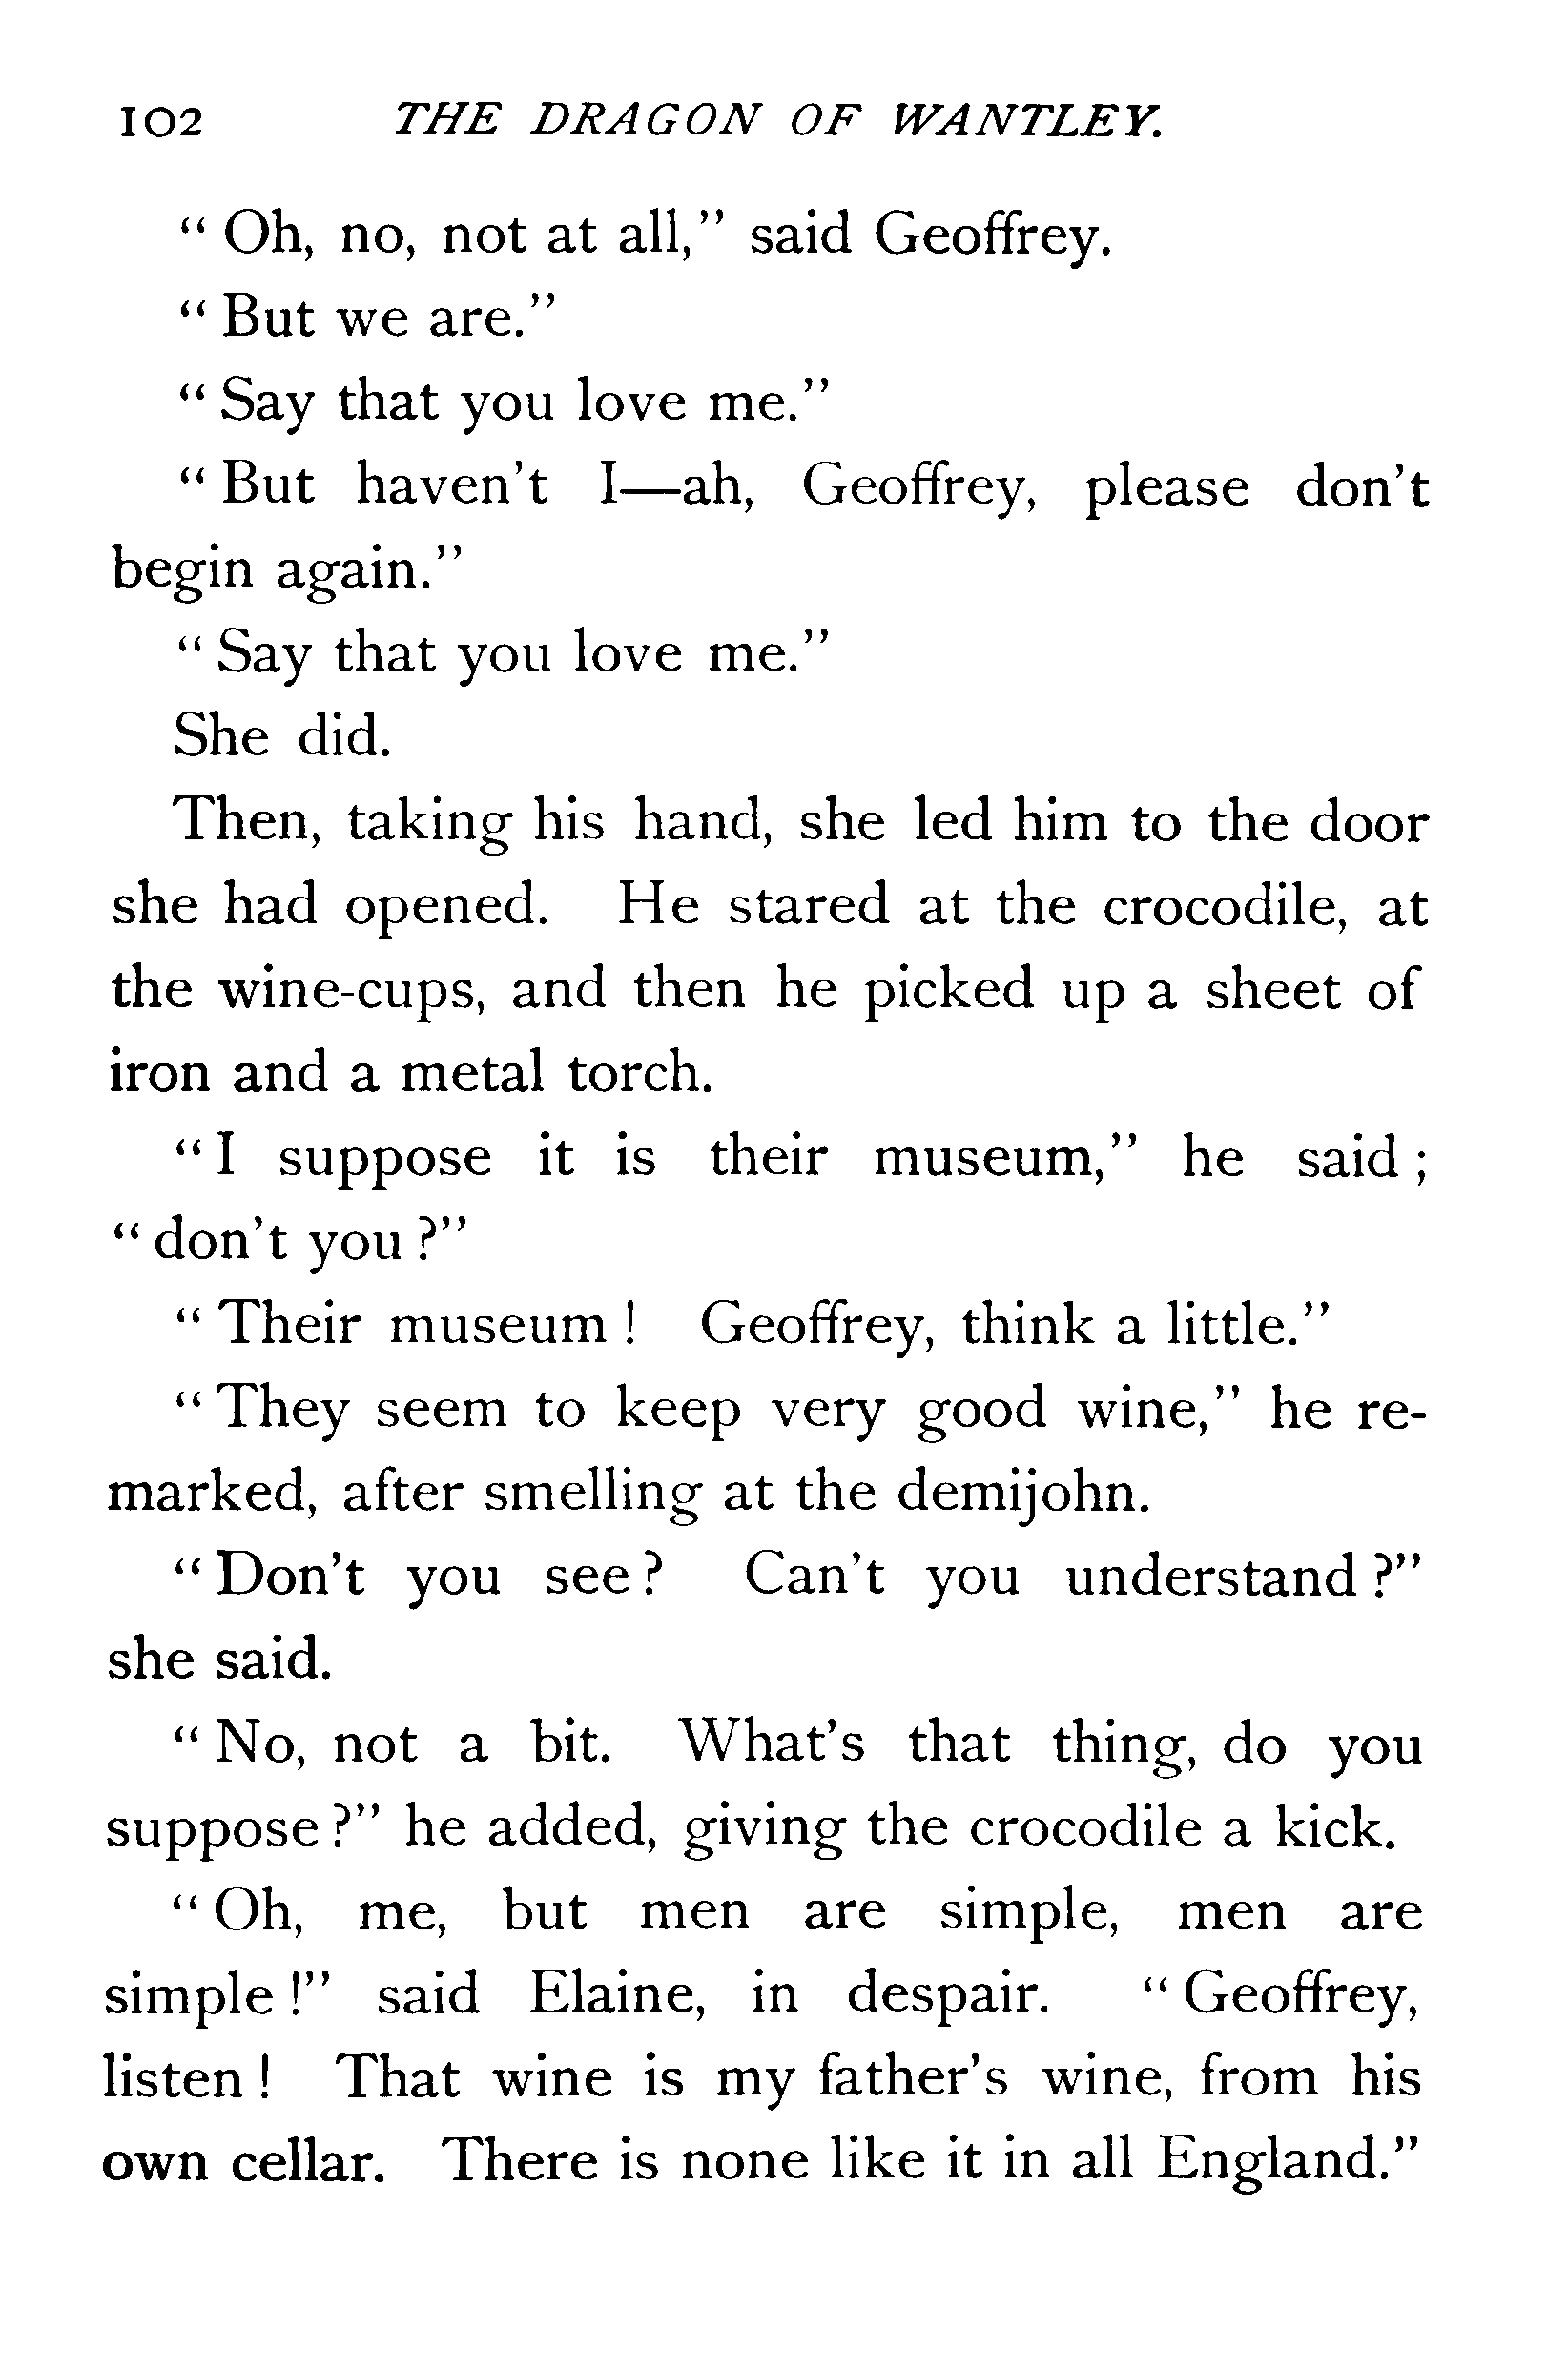 102 THE DRAGON OF WANTLEY.
“ Oh, no, not at all,” said Geoffrey.
“ But we are.”
“ Say that you love me.”
“ But haven’t I—ah, Geoffrey, please don’t
begin again.”
“ Say that you love me.”
She did.
Then, taking his hand, she led him to the door
she had opened. He stared at the crocodile, at
the wine-cups, and then he picked up a sheet of
iron and a metal torch.
“ I suppose it is their museum,” he said ;
“ don’t you ?”
“ Their museum ! Geoffrey, think a little.”
“ They seem to keep very good wine,” he re-
marked, after smelling at the demijohn.
“ Don’t you see ? Can’t you understand ?”
she said.
“ No, not a bit. What’s that thing, do you
suppose ?” he added, giving the crocodile a kick.
“ Oh, me, but men are simple, men are
simple !” said Elaine, in despair. “ Geoffrey,
listen ! That wine is my father’s wine, from his
own cellar. There is none like it in all England.”